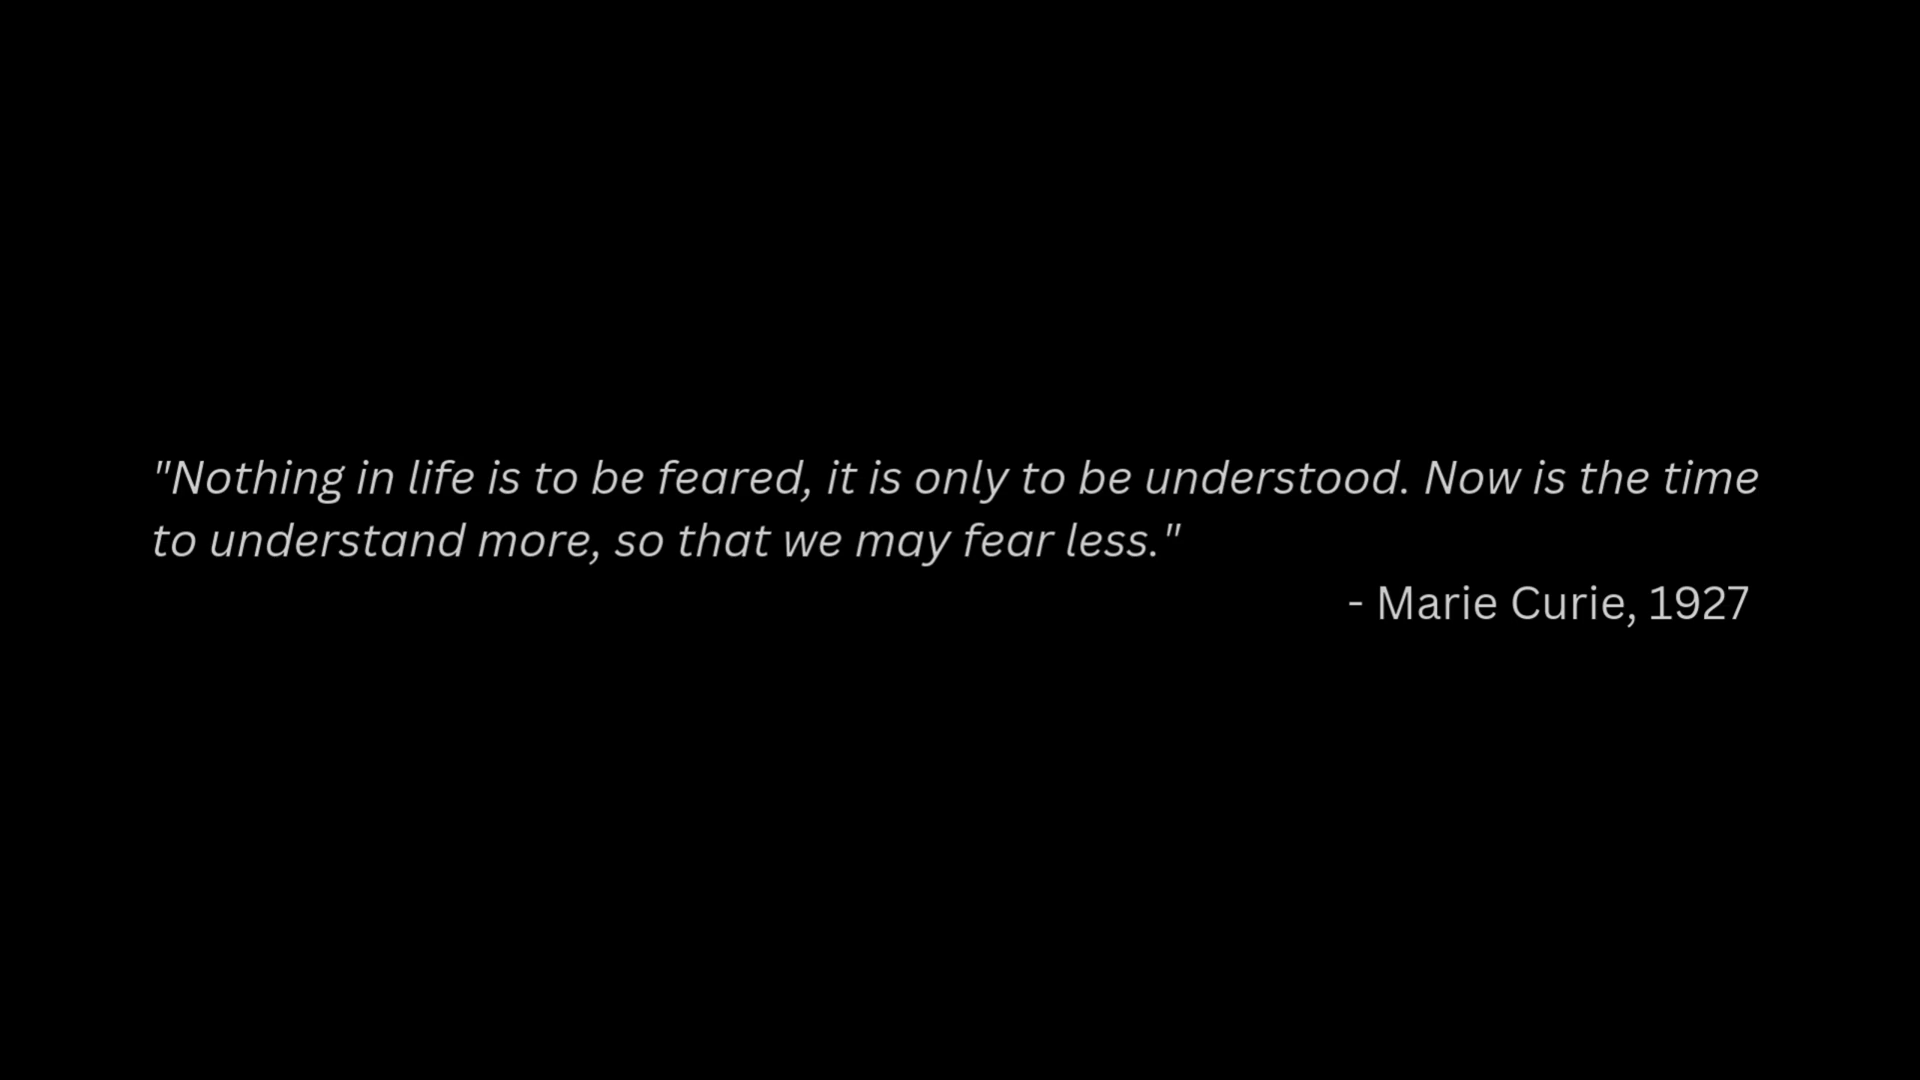 "Nothing in life is to be feared, it is only to be understood. Now is the time
to understand more, so that we may fear less."
- Marie Curie, 1927